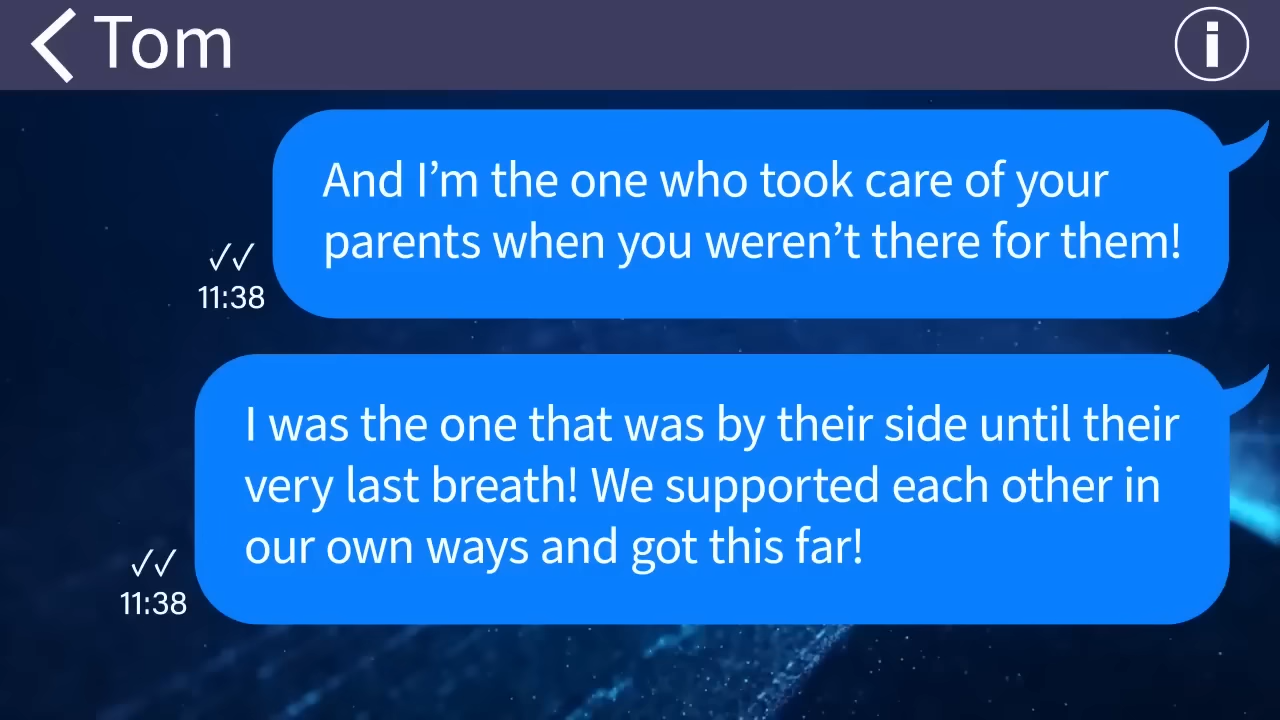 Tom
And I’m the one who took care of your
parents when you weren’t there for them!
11:38
I was the one that was by their side until their
very last breath! We supported each other in
our own ways and got this far!
11:38